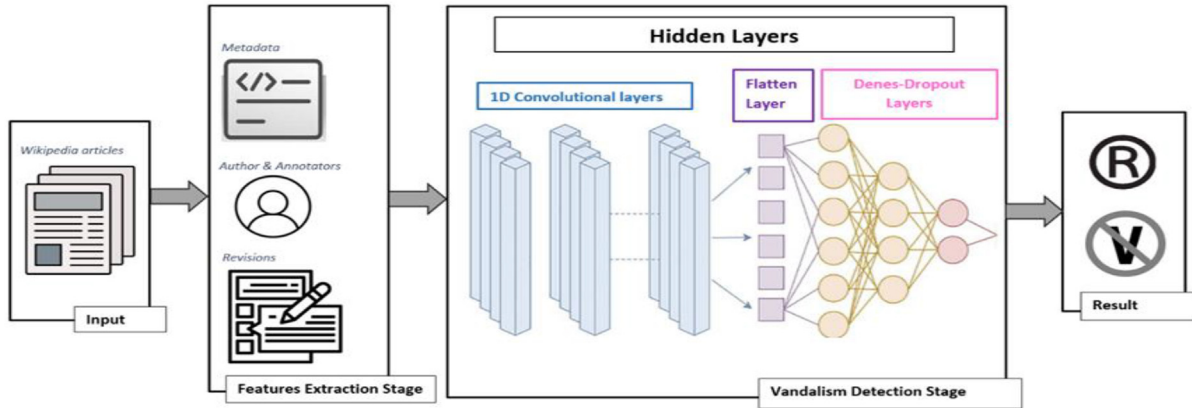 Wikipedia articles
Input
Metadata
</>
Author & Annotators
Revisions
Features Extraction Stage
Hidden Layers
1D Convolutional layers
Flatten
Layer
Denes-Dropout
Layers
Vandalism Detection Stage
R
V
Result